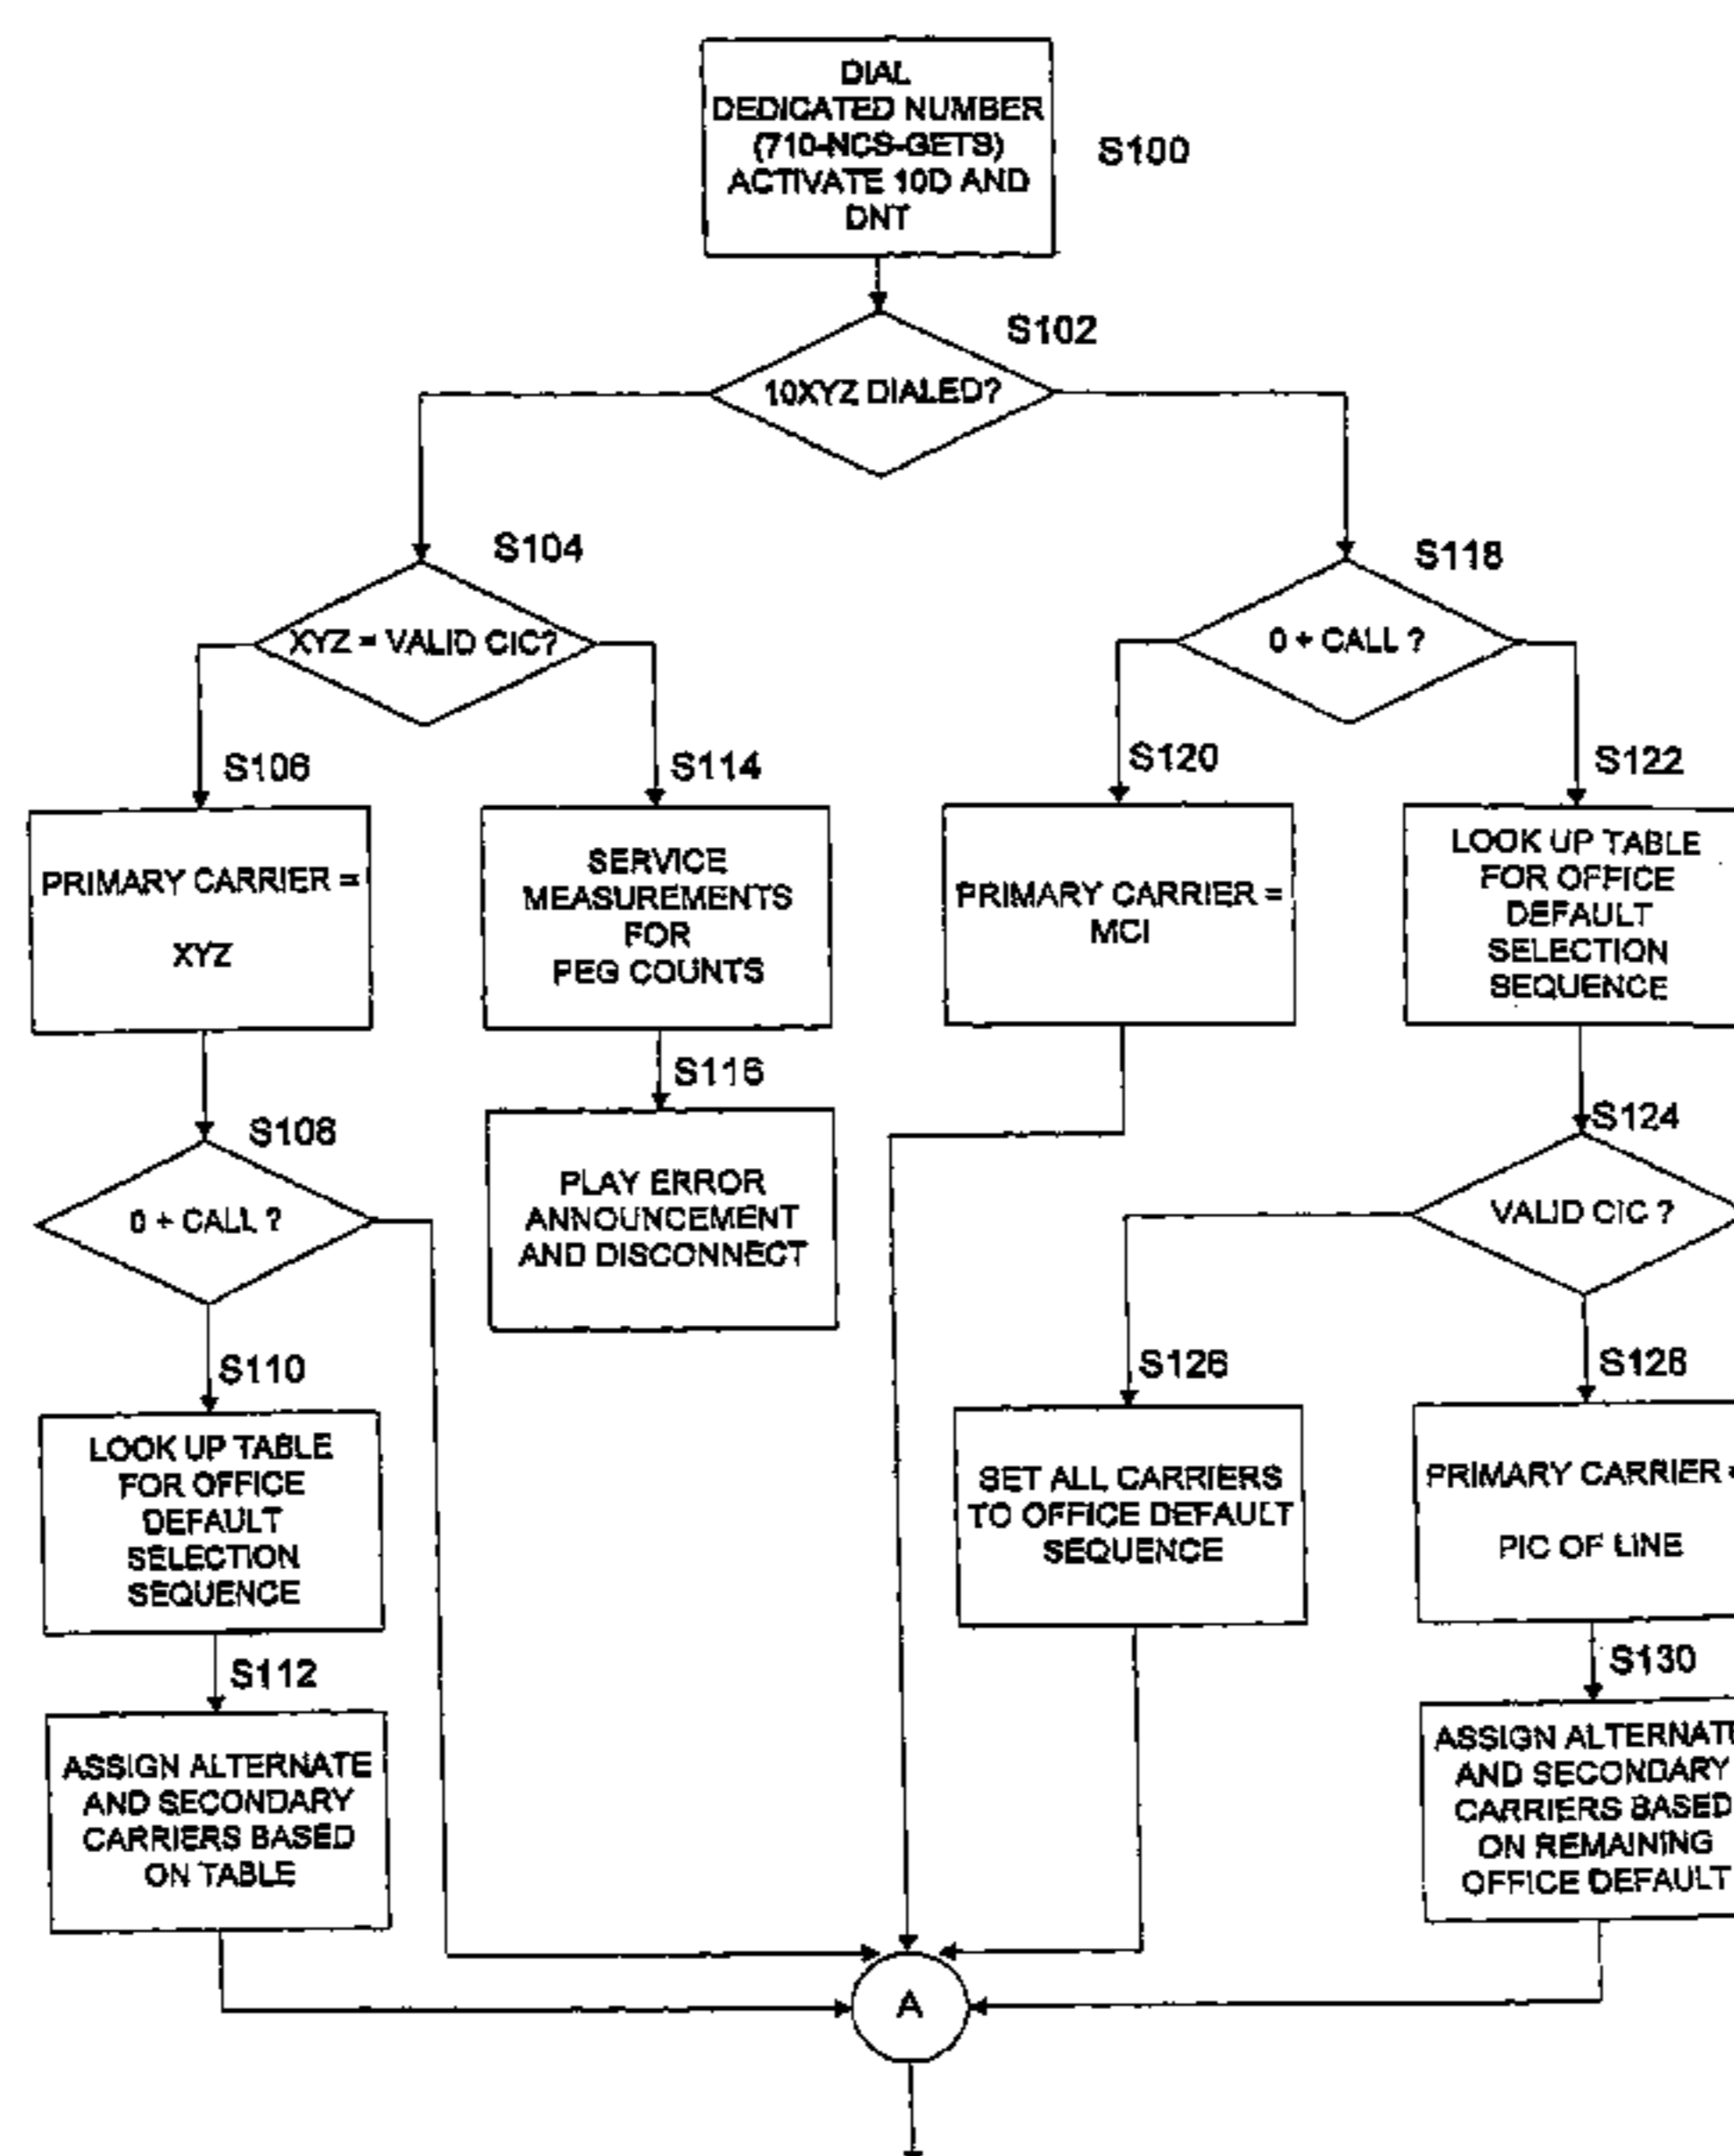 DIAL
DEDICATED NUMBER
(710-NCS-GETS)
ACTIVATE 10D AND
DNT
S100
S102
10XYZ DIALED?
S104
XYZ = VALID CIC?
S118
0 + CALL ?
S106
PRIMARY CARRIER =
XYZ
S114
SERVICE
MEASUREMENTS
FOR
PEG COUNTS
S120
PRIMARY CARRIER =
MCI
S122
LOOK UP TABLE
FOR OFFICE
DEFAULT
SELECTION
SEQUENCE
S116
PLAY ERROR
ANNOUNCEMENT
AND DISCONNECT
S108
0 + CALL ?
S124
VALID CIC ?
S110
LOOK UP TABLE
FOR OFFICE
DEFAULT
SELECTION
SEQUENCE
S126
SET ALL CARRIERS
TO OFFICE DEFAULT
SEQUENCE
S128
PRIMARY CARRIER =
PIC OF LINE
S112
ASSIGN ALTERNATE
AND SECONDARY
CARRIERS BASED
ON TABLE
S130
ASSIGN ALTERNATE
AND SECONDARY
CARRIERS BASED
ON REMAINING
OFFICE DEFAULT
A